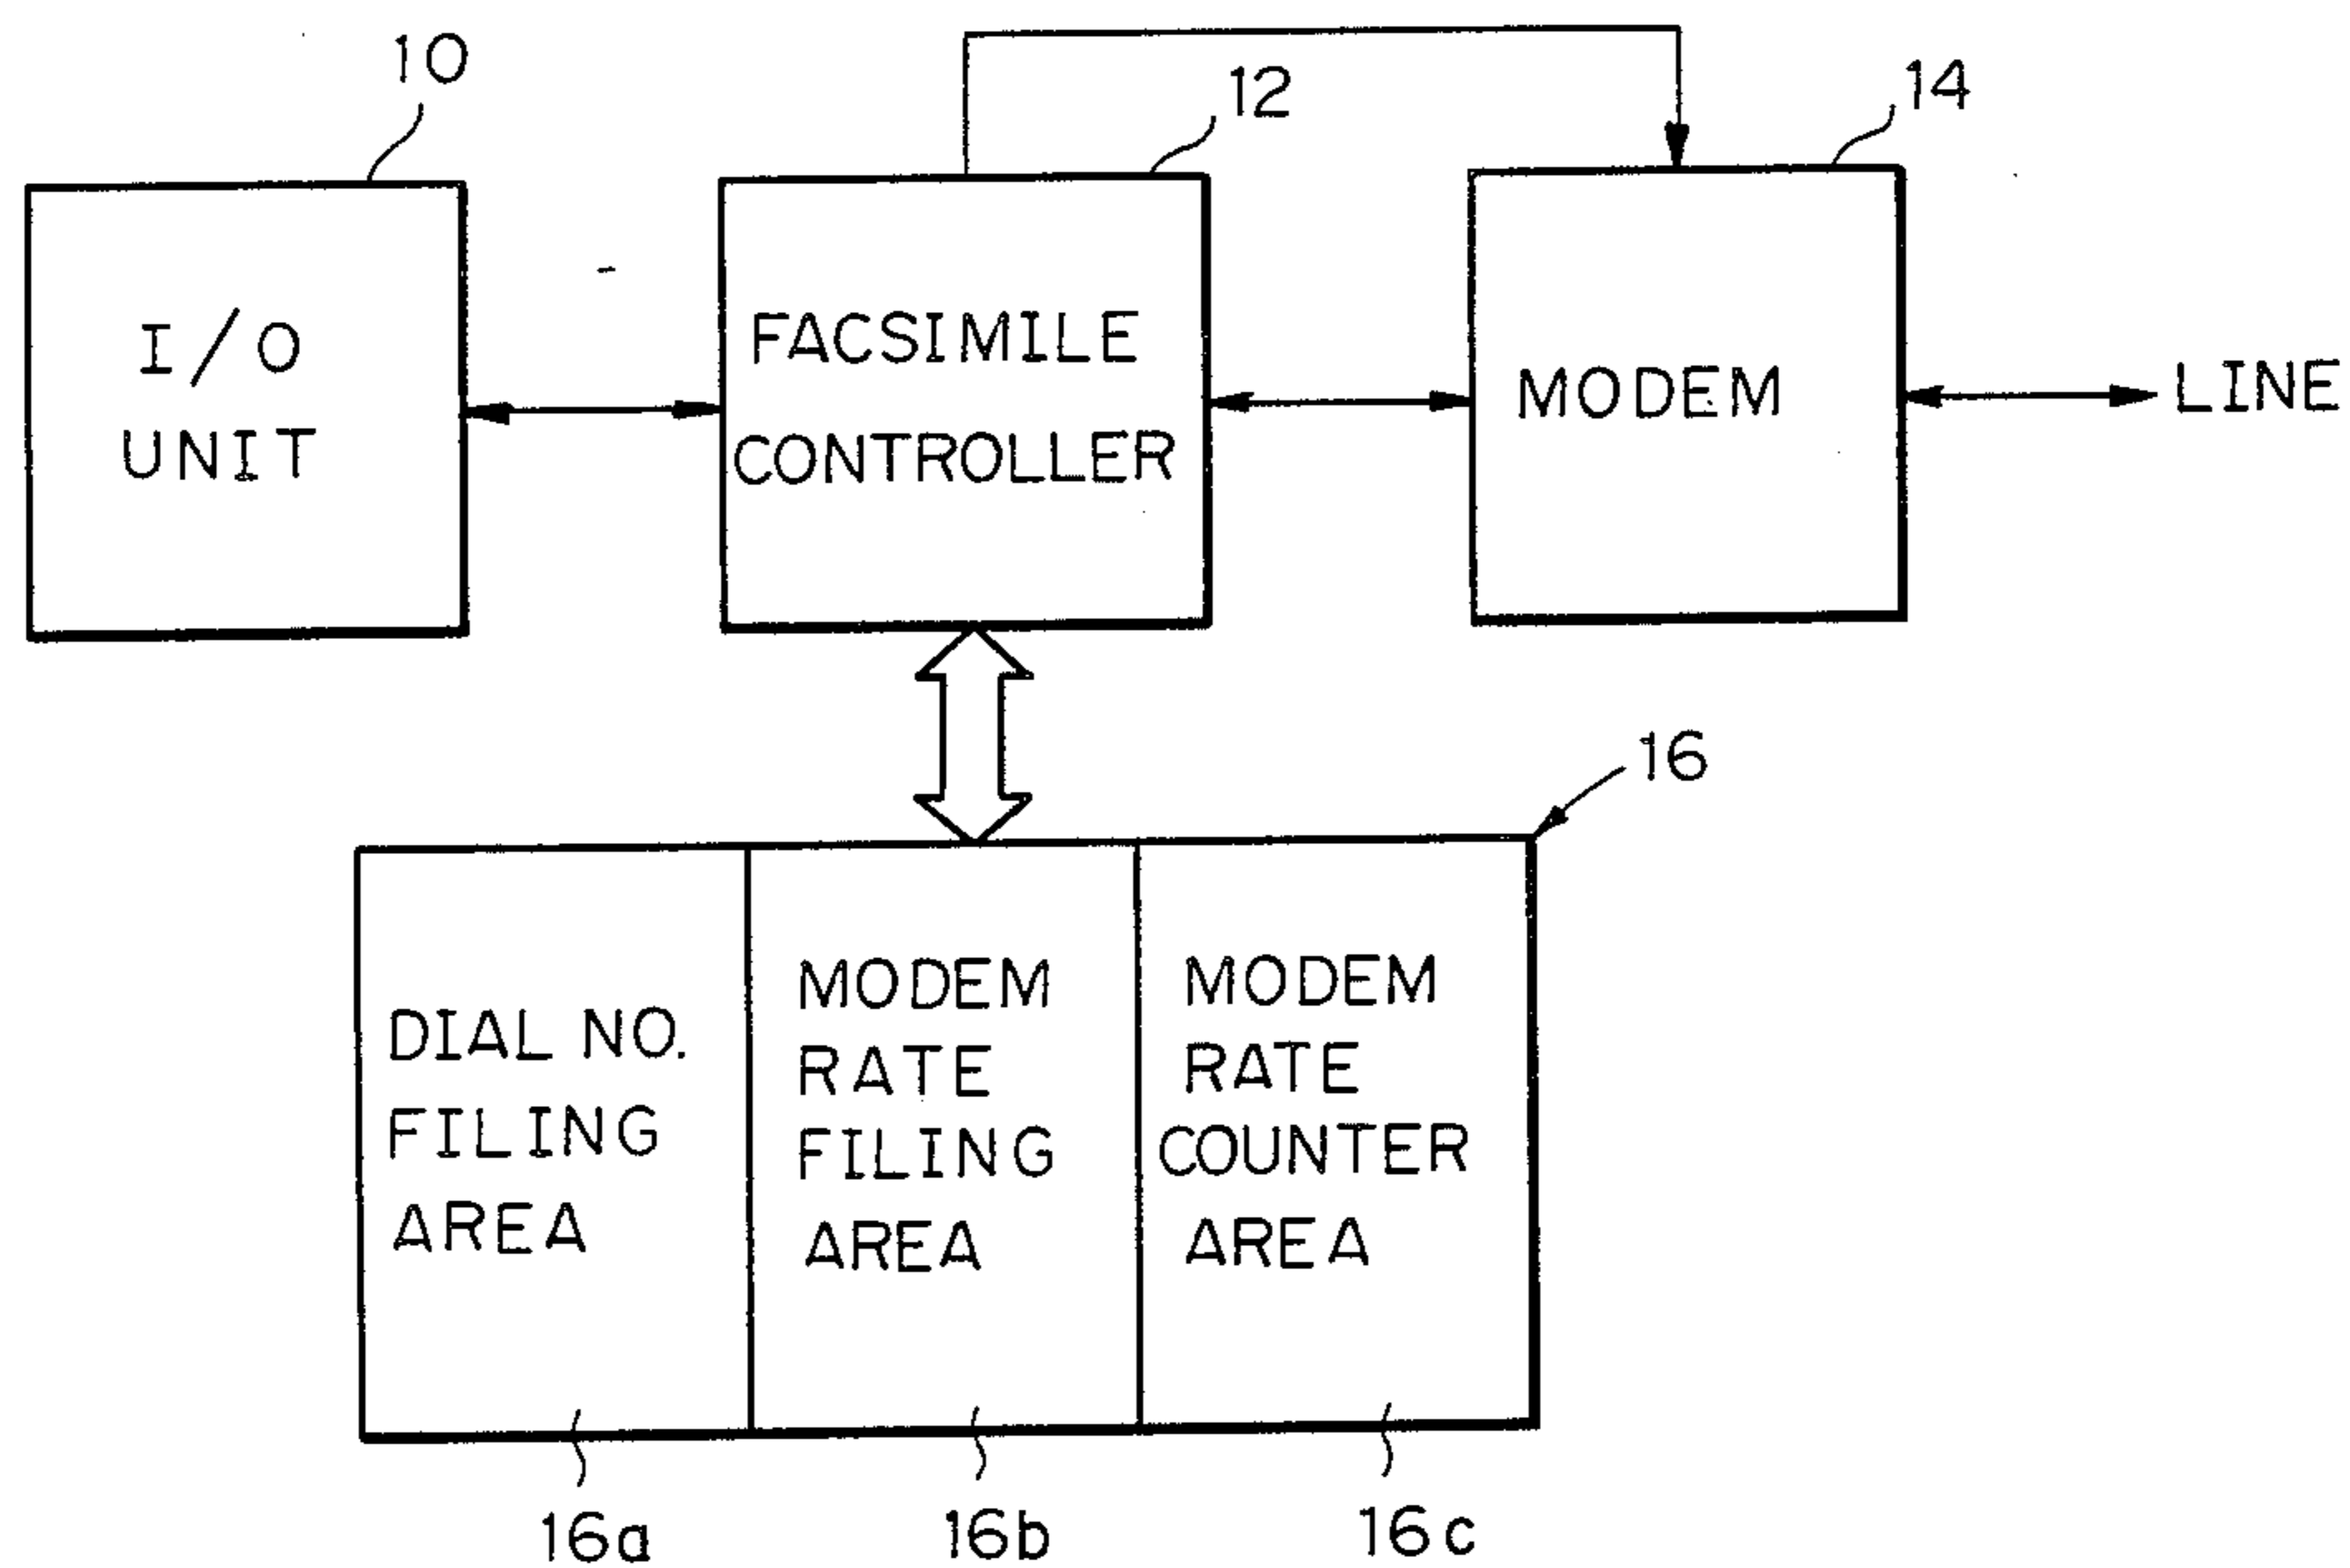 10
12
14
I/O
UNIT
FACSIMILE
CONTROLLER
MODEM
LINE
16
DIAL NO.
FILING
AREA
MODEM
RATE
FILING
AREA
MODEM
RATE
COUNTER
AREA
16a
16b
16c